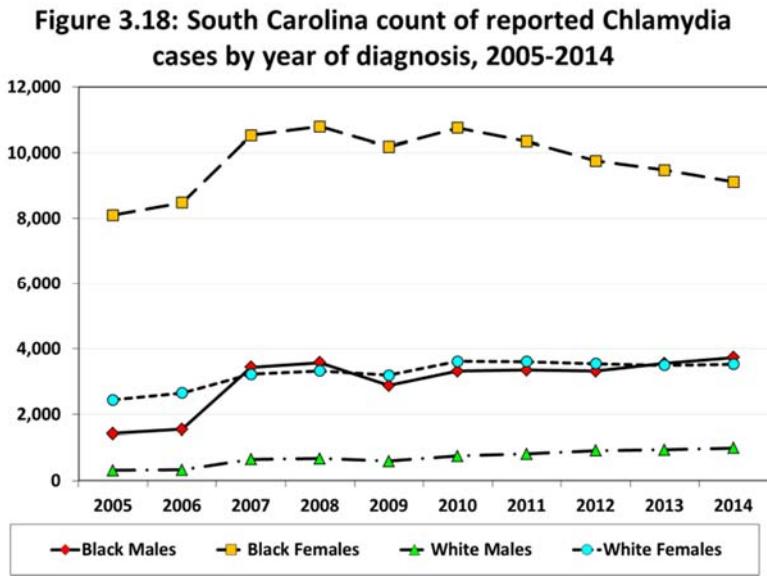 Figure 3.18: South Carolina count of reported Chlamydia
cases by year of diagnosis, 2005-2014
12,000
10,000
8,000
6,000
4,000
2,000
0
2005 2006 2007 2008 2009 2010 2011 2012 2013 2014
Black Males Black Females White Males White Females